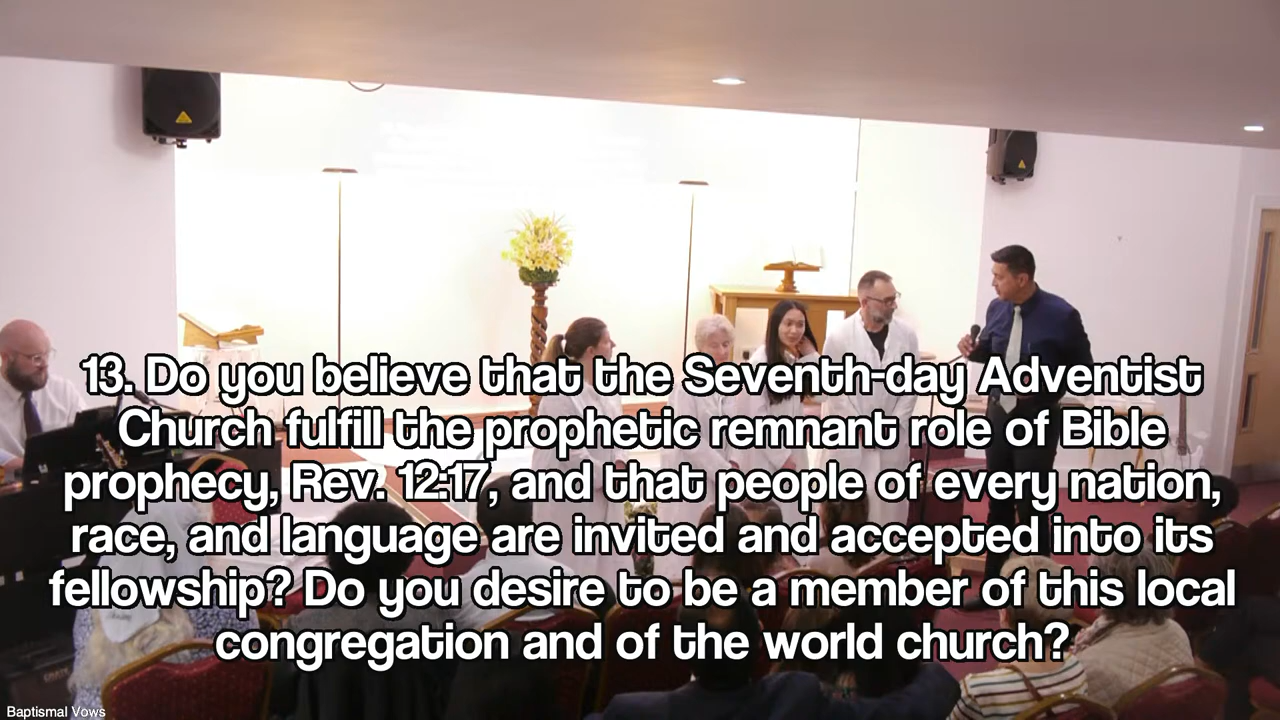 13. Do you believe that the Seventh-day Adventist
Church fulfill the prophetic remnant role of Bible
prophecy, Rev. 12:17, and that people of every nation,
race, and language are invited and accepted into its
fellowship? Do you desire to be a member of this local
congregation and of the world church?
Baptismal Vows